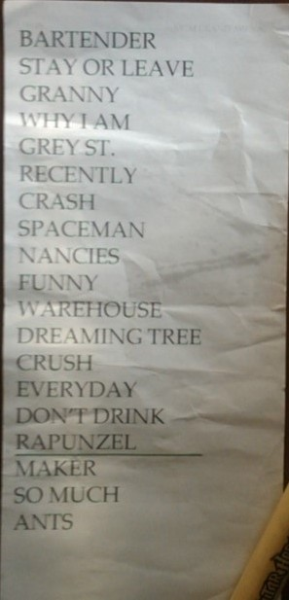 BARTENDER
STAY OR LEAVE
GRANNY
WHY I AM
GREY ST.
RECENTLY
CRASH
SPACEMAN
NANCIES
FUNNY
WAREHOUSE
DREAMING TREE
CRUSH
EVERYDAY
DON'T DRINK
RAPUNZEL
MAKER
SO MUCH
ANTS